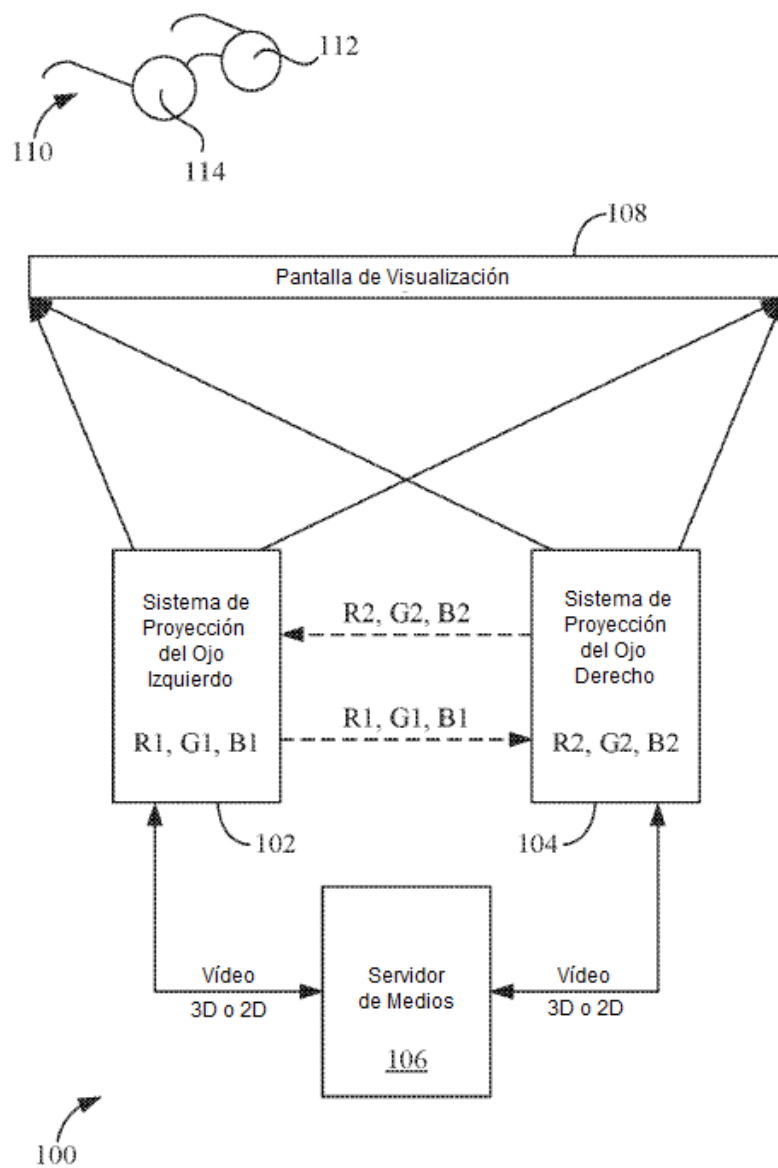 112
110
114
108
Pantalla de Visualización
Sistema de
Proyección
del Ojo
Izquierdo
R1, G1, B1
R2, G2, B2
R1, G1, B1
Sistema de
Proyección
del Ojo
Derecho
R2, G2, B2
102
104
Vídeo
3D o 2D
Servidor
de Medios
106
Vídeo
3D o 2D
100